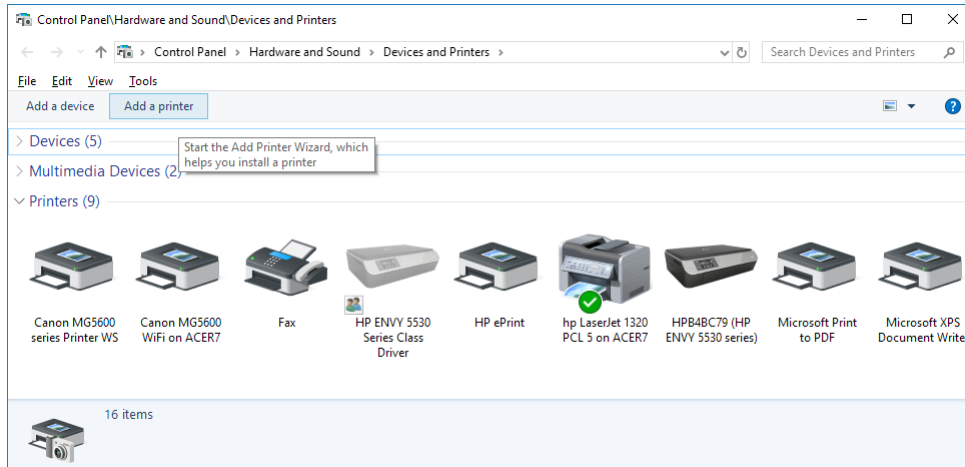 Control Panel\Hardware and Sound\Devices and Printers
Control Panel > Hardware and Sound > Devices and Printers >
Search Devices and Printers
File Edit View Tools
Add a device Add a printer
Devices (5)
Start the Add Printer Wizard, which
helps you install a printer
Multimedia Devices (2)
Printers (9)
Canon MG5600
series Printer WS
Canon MG5600
WiFi on ACER7
Fax
HP ENVY 5530
Series Class
Driver
HP ePrint
hp LaserJet 1320
PCL 5 on ACER7
HPB4BC79 (HP
ENVY 5530 series)
Microsoft Print
to PDF
Microsoft XPS
Document Write
16 items